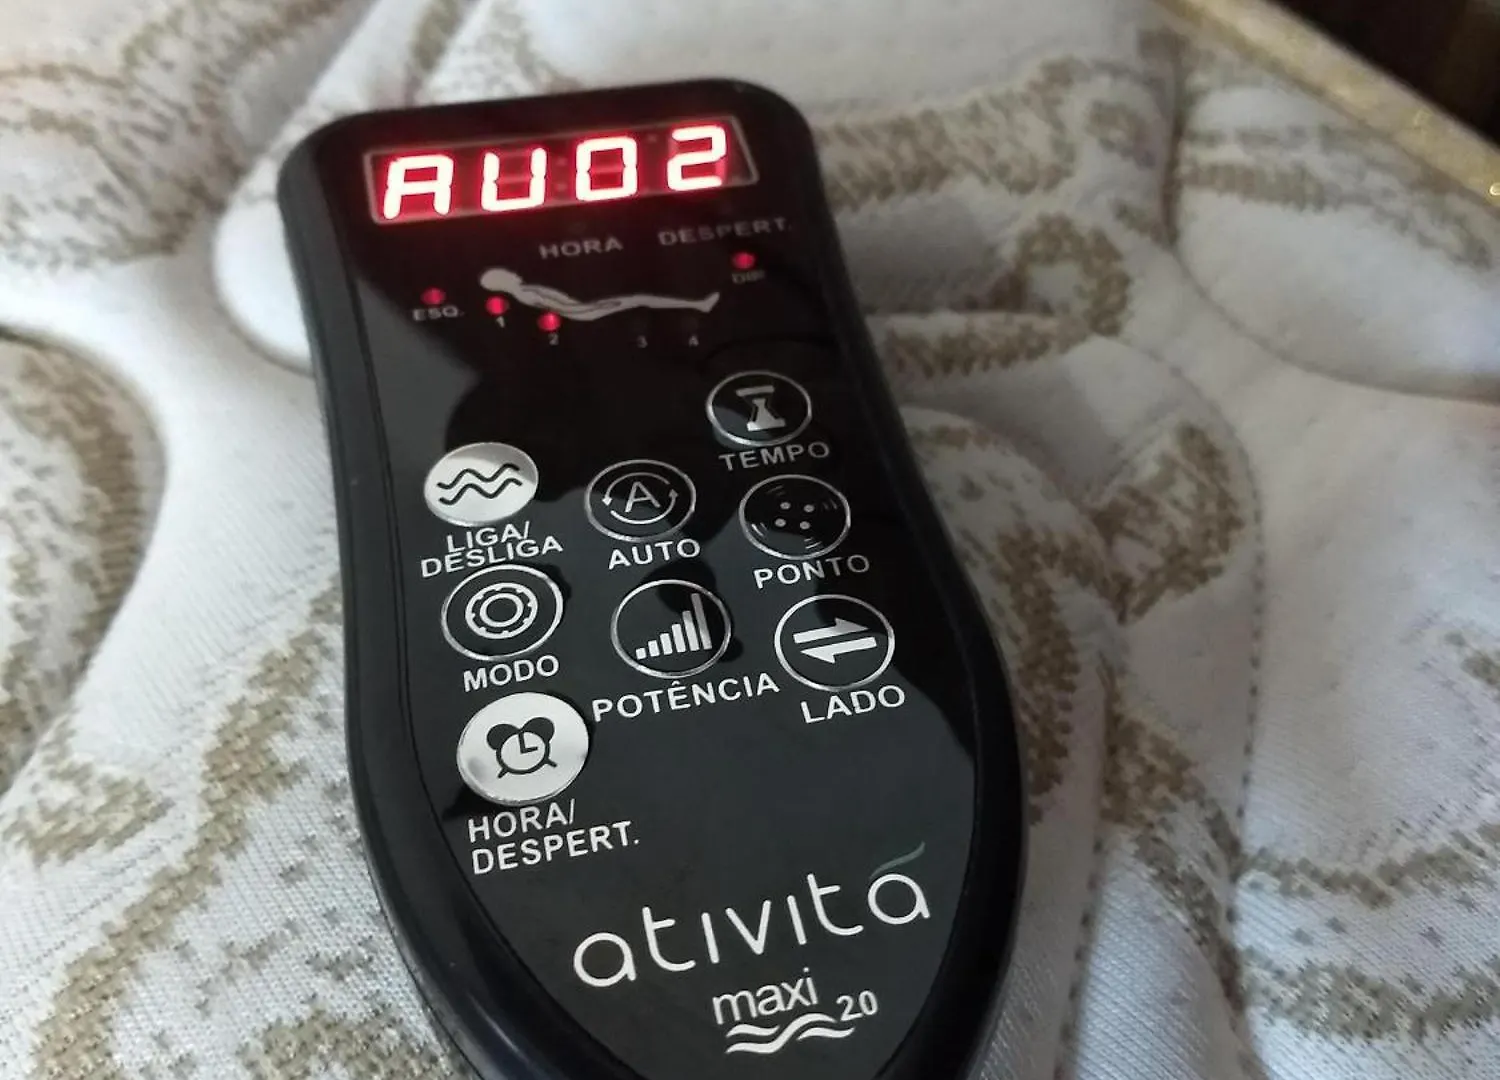 AU02
HORA DESPERT.
ESQ. DIR.
1 2 3 4
TEMPO
LIGA/
DESLIGA
AUTO
PONTO
MODO
POTÊNCIA
LADO
HORA/
DESPERT.
ativitá
maxi 2.0